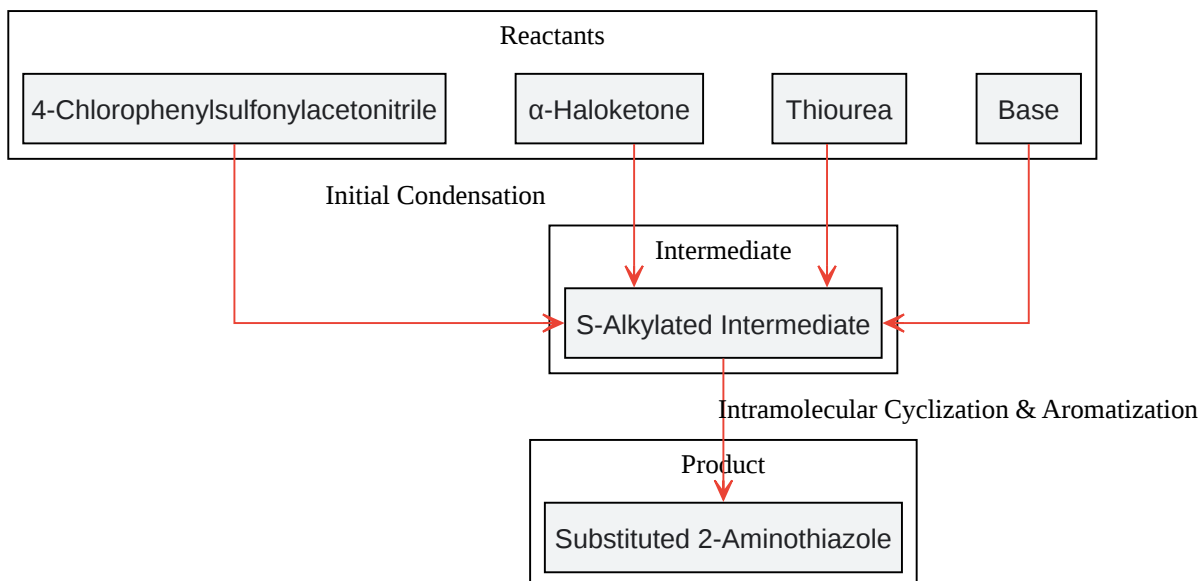 Reactants
4-Chlorophenylsulfonylacetonitrile
α-Haloketone
Thiourea
Base
Initial Condensation
Intermediate
S-Alkylated Intermediate
Intramolecular Cyclization & Aromatization
Product
Substituted 2-Aminothiazole